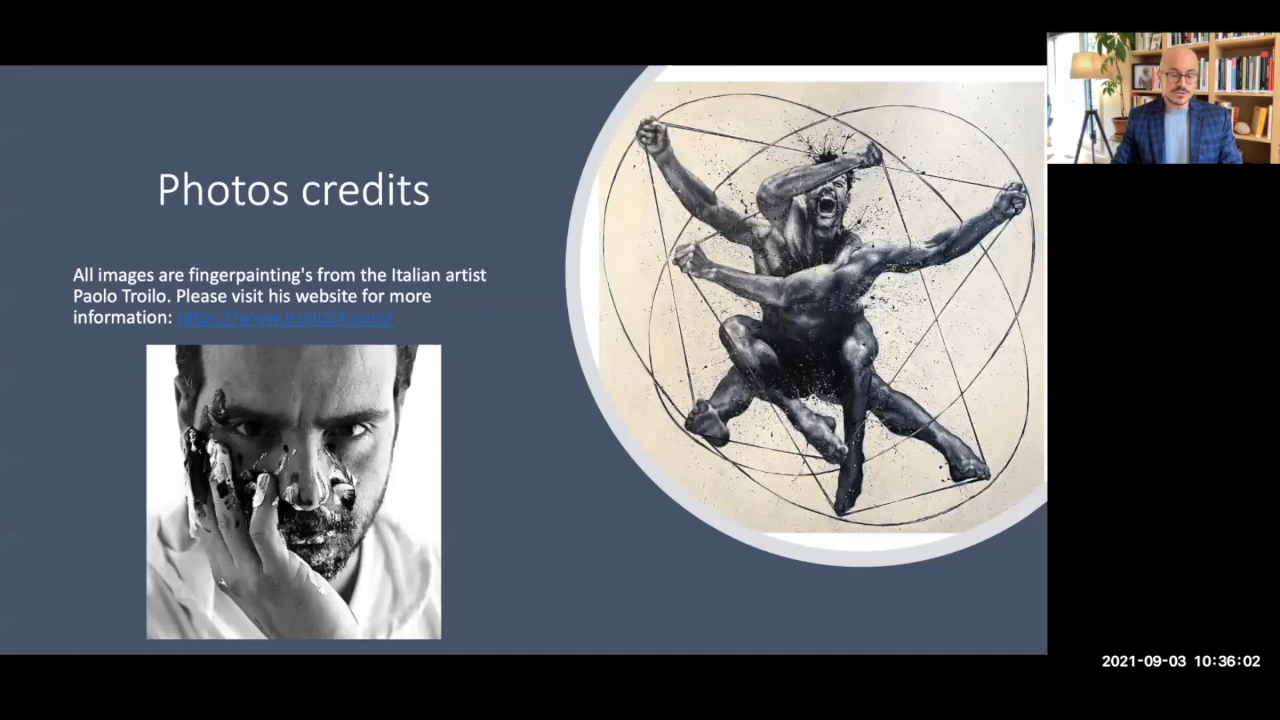 Photos credits
All images are fingerpainting's from the Italian artist
Paolo Troilo. Please visit his website for more
information: https://www.troilo54.com/
2021-09-03 10:36:02